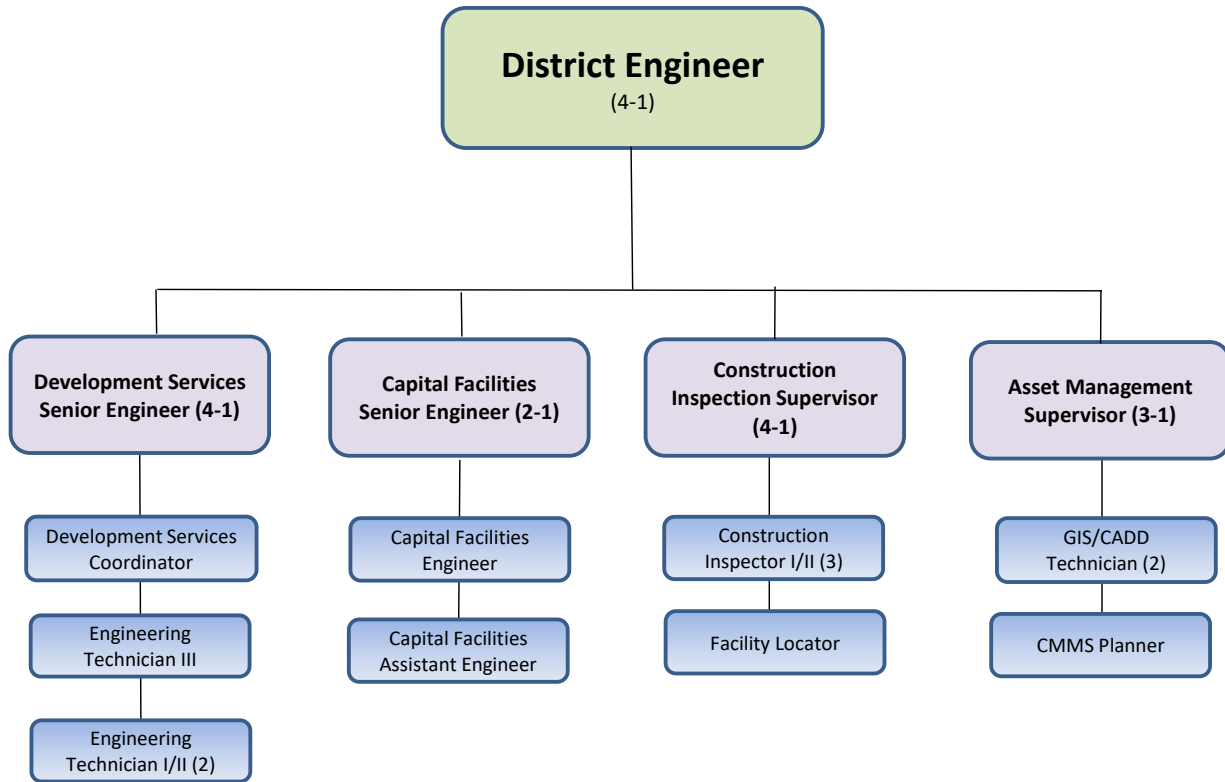 District Engineer
(4-1)
Development Services
Senior Engineer (4-1)
Capital Facilities
Senior Engineer (2-1)
Construction
Inspection Supervisor
(4-1)
Asset Management
Supervisor (3-1)
Development Services
Coordinator
Capital Facilities
Engineer
Construction
Inspector I/II (3)
GIS/CADD
Technician (2)
Engineering
Technician III
Capital Facilities
Assistant Engineer
Facility Locator
CMMS Planner
Engineering
Technician I/II (2)